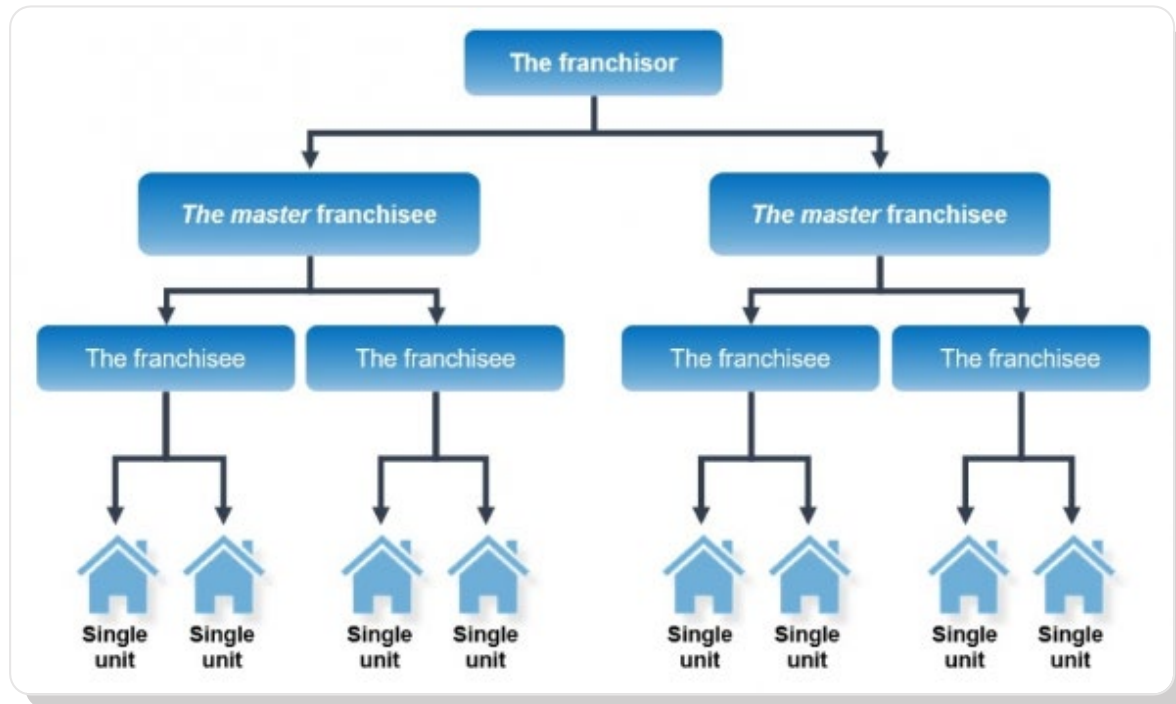 The franchisor
The master franchisee
The master franchisee
The franchisee
The franchisee
The franchisee
The franchisee
Single
unit
Single
unit
Single
unit
Single
unit
Single
unit
Single
unit
Single
unit
Single
unit